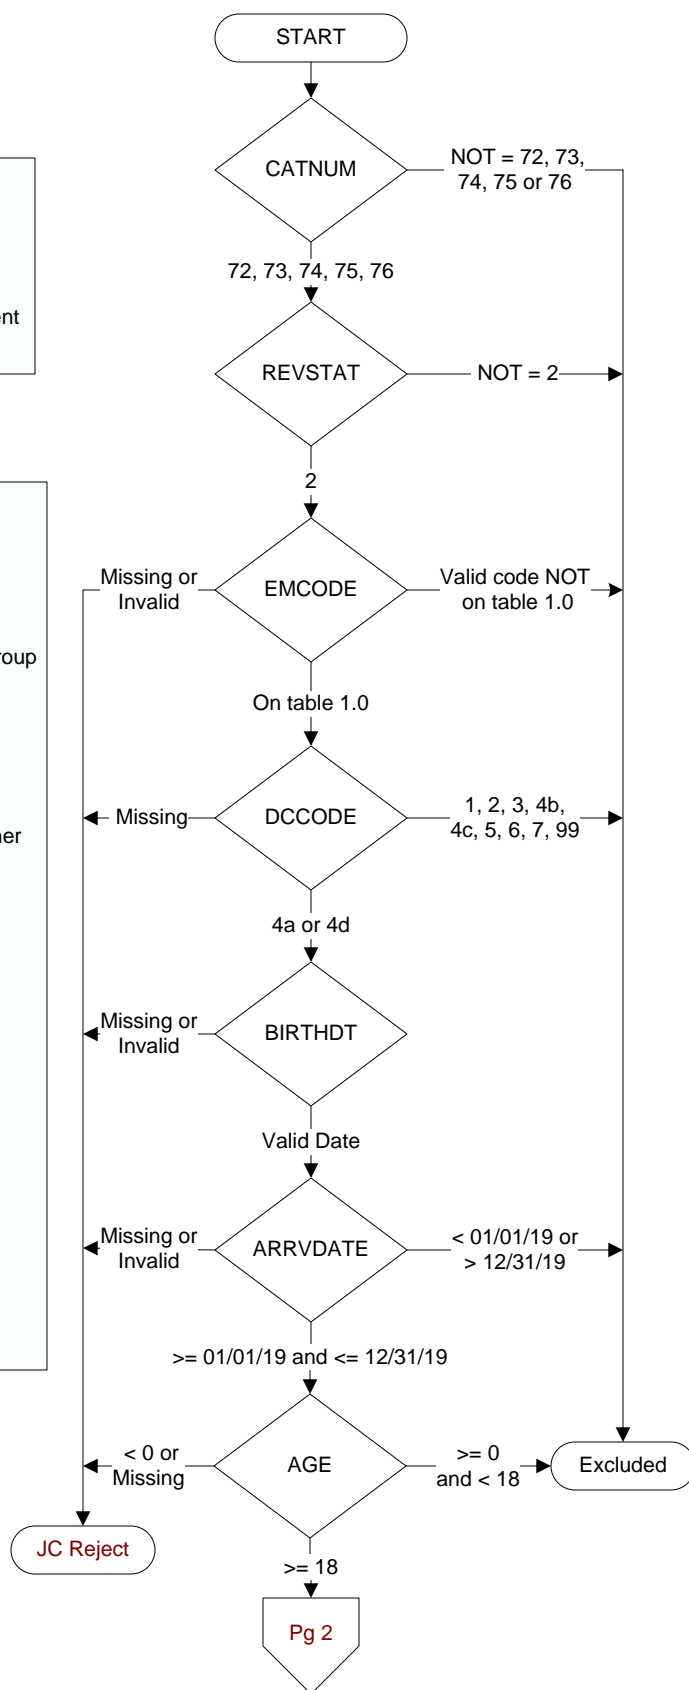 START
CATNUM
NOT = 72, 73,
74, 75 or 76
72, 73, 74, 75, 76
REVSTAT
NOT = 2
2
Missing or
Invalid
EMCODE
Valid code NOT
on table 1.0
On table 1.0
Missing
DCCODE
1, 2, 3, 4b,
4c, 5, 6, 7, 99
4a or 4d
Missing or
Invalid
BIRTHDT
Valid Date
Missing or
Invalid
ARRVDATE
< 01/01/19 or
> 12/31/19
>= 01/01/19 and <= 12/31/19
< 0 or
Missing
AGE
>= 0
and < 18
Excluded
JC Reject
>= 18
Pg 2